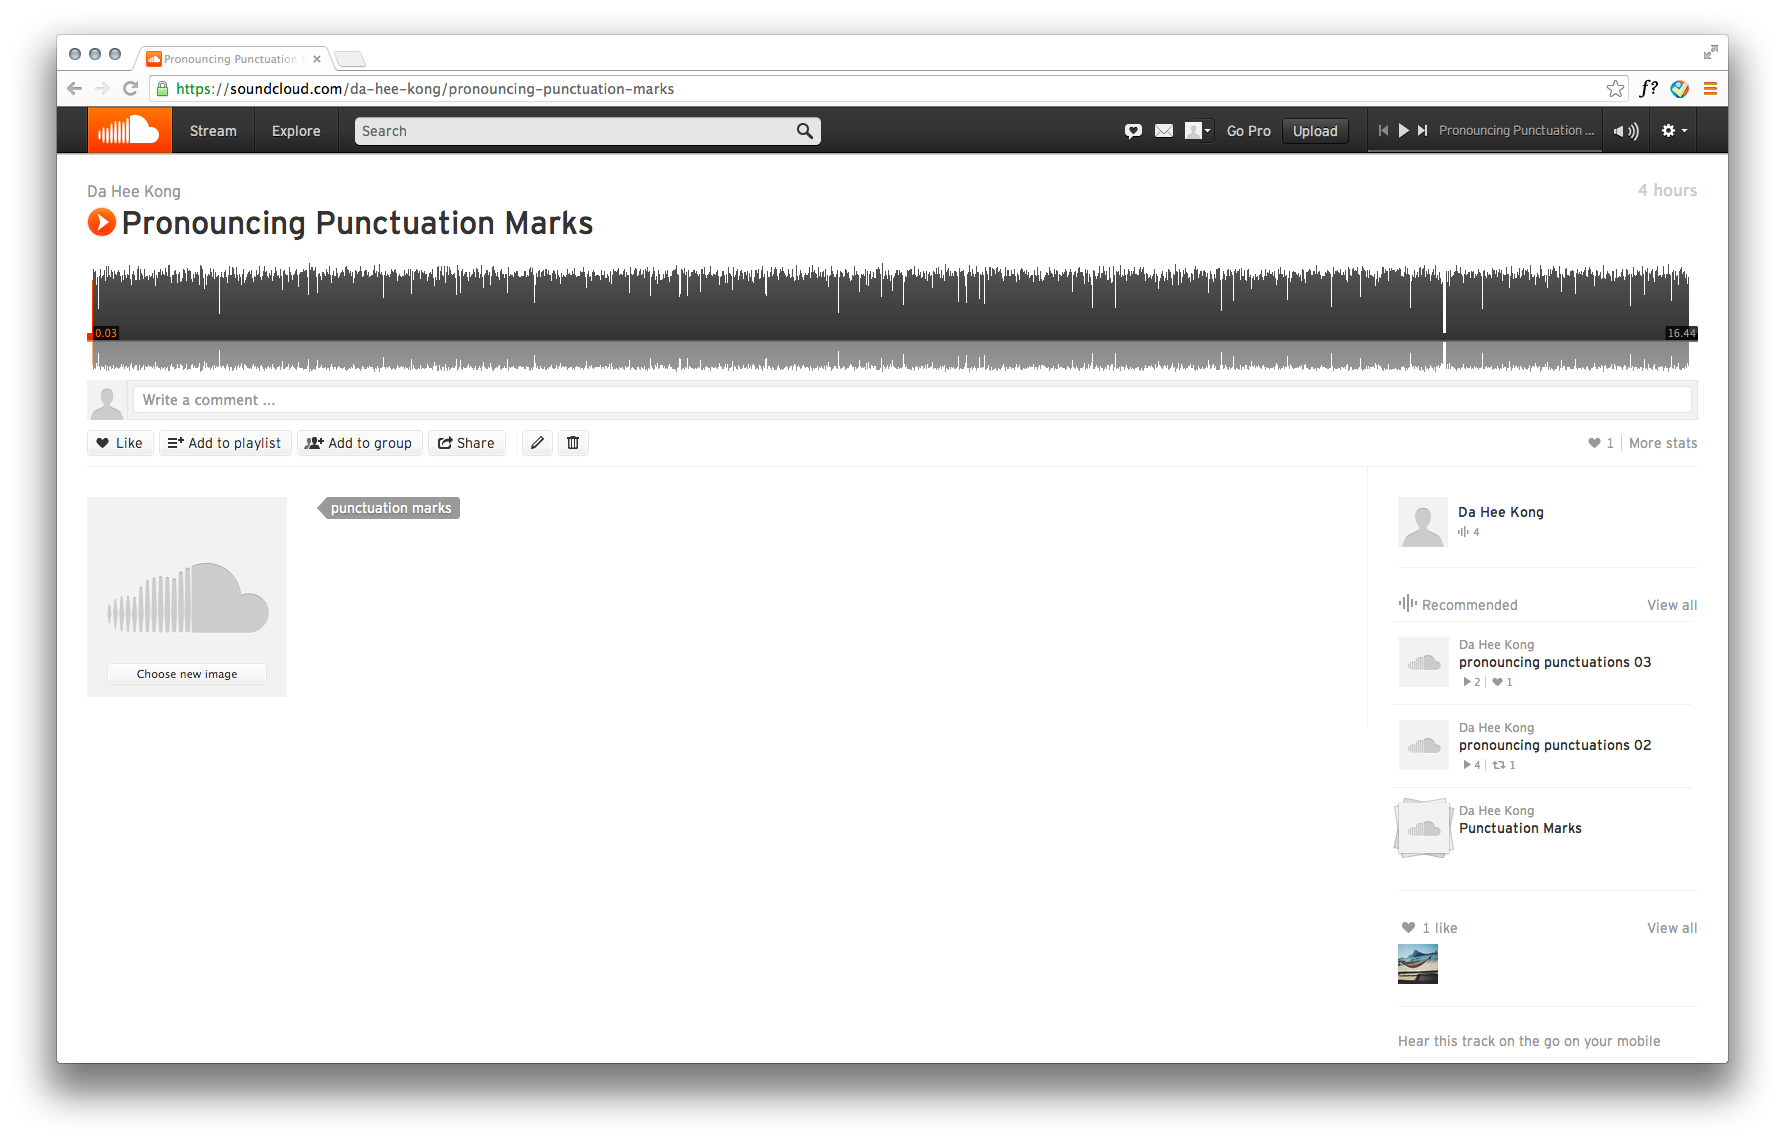 Pronouncing Punctuation
https://soundcloud.com/da-hee-kong/pronouncing-punctuation-marks
f?
Stream
Explore
Search
Go Pro
Upload
Pronouncing Punctuation ...
Da Hee Kong
4 hours
Pronouncing Punctuation Marks
0.03
16.44
Write a comment ...
Like
Add to playlist
Add to group
Share
1
More stats
punctuation marks
Choose new image
Da Hee Kong
4
Recommended
View all
Da Hee Kong
pronouncing punctuations 03
2
1
Da Hee Kong
pronouncing punctuations 02
4
1
Da Hee Kong
Punctuation Marks
1 like
View all
Hear this track on the go on your mobile